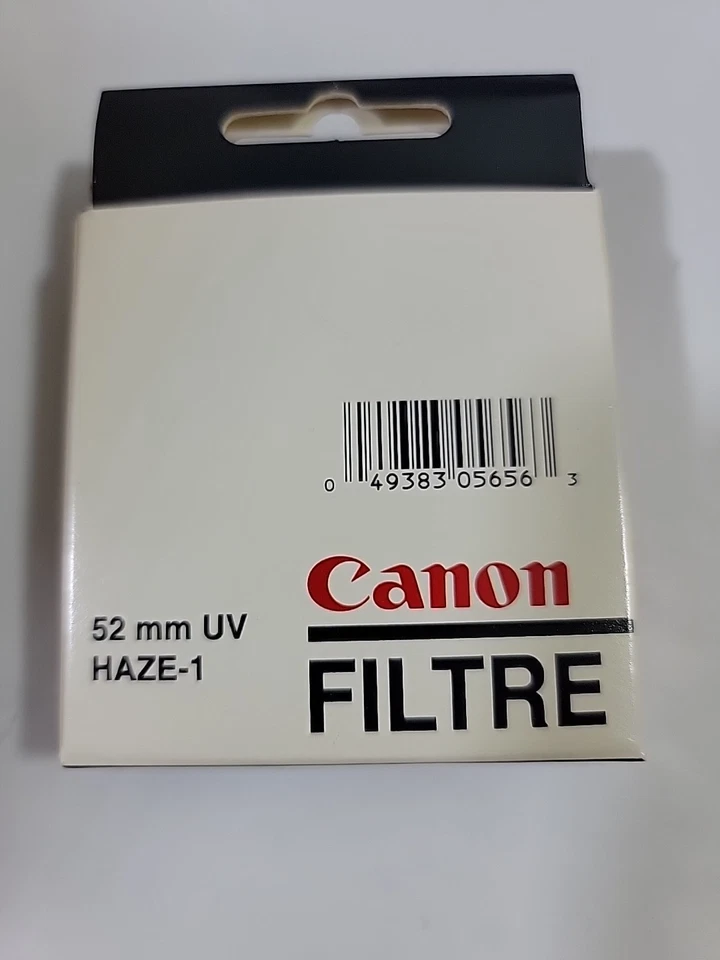 0 49383 05656 3
Canon
52 mm UV
HAZE-1
FILTRE